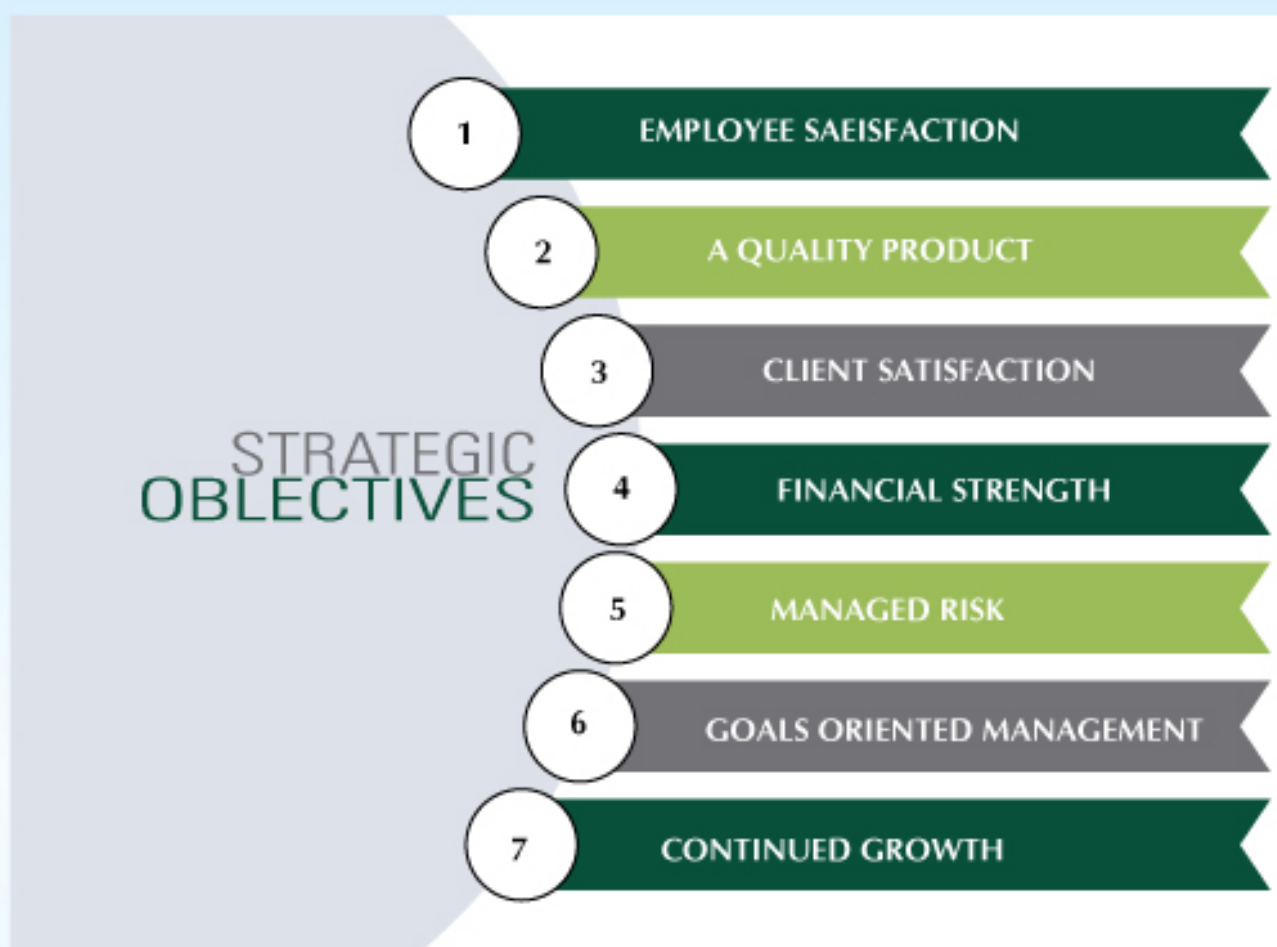 STRATEGIC
OBLECTIVES
1 EMPLOYEE SAEISFACTION
2 A QUALITY PRODUCT
3 CLIENT SATISFACTION
4 FINANCIAL STRENGTH
5 MANAGED RISK
6 GOALS ORIENTED MANAGEMENT
7 CONTINUED GROWTH